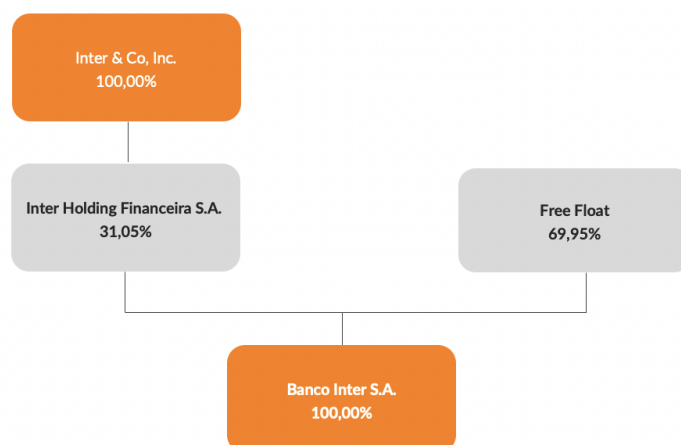 Inter & Co, Inc.
100,00%
Inter Holding Financeira S.A.
31,05%
Free Float
69,95%
Banco Inter S.A.
100,00%